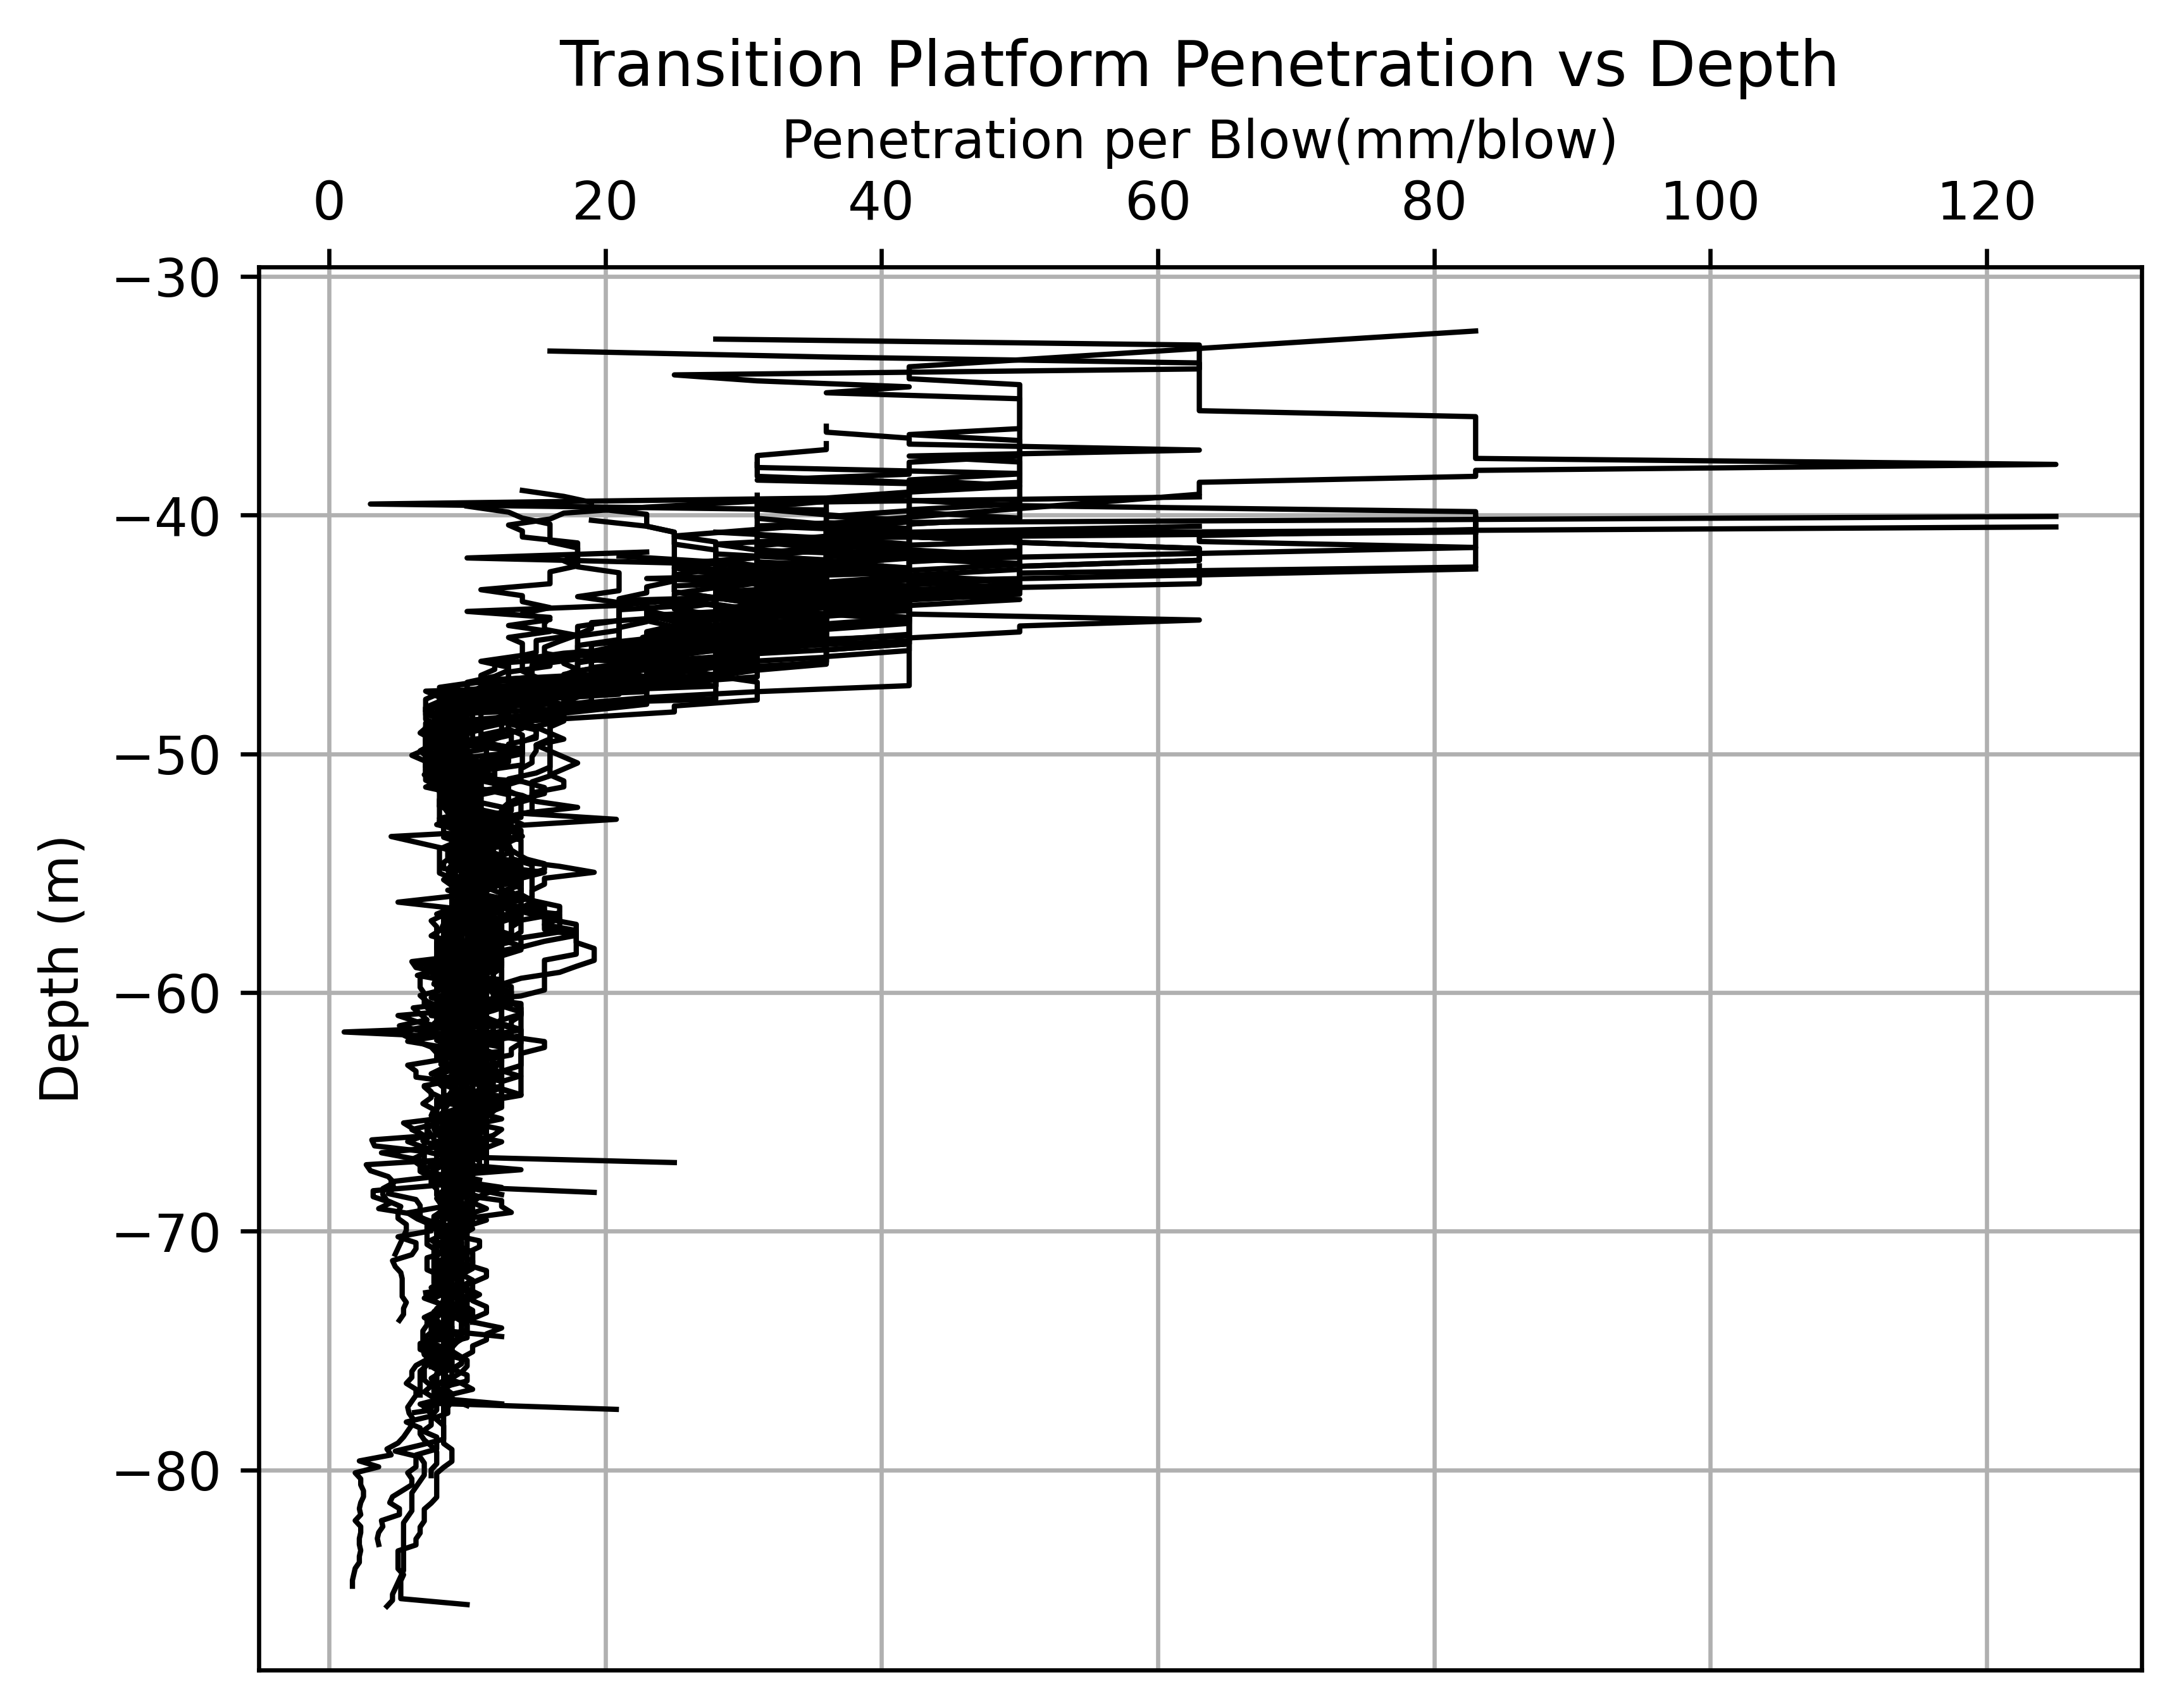 Transition Platform Penetration vs Depth
Penetration per Blow(mm/blow)
0 20 40 60 80 100 120
−30
−40
−50
−60
−70
−80
Depth (m)